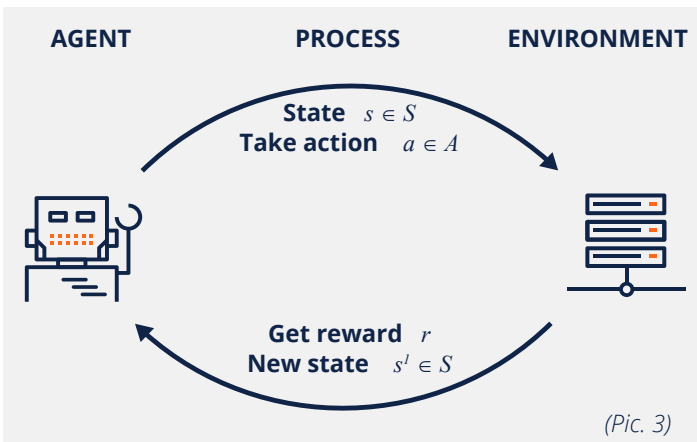 AGENT PROCESS ENVIRONMENT
State s ∈ S
Take action a ∈ A
Get reward r
New state s¹ ∈ S
(Pic. 3)